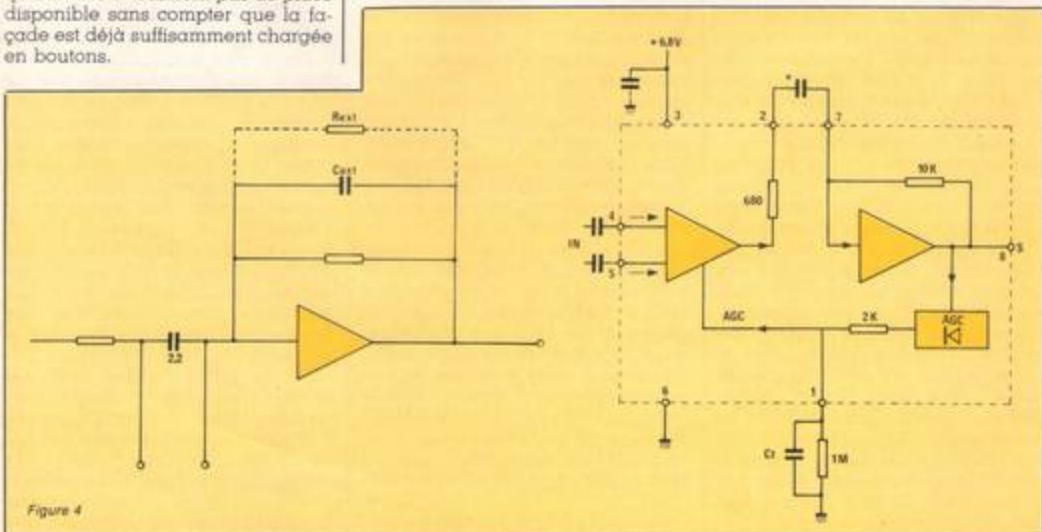 disponible sans compter que la fa-
çade est déjà suffisamment chargée
en boutons.
+6,8V
Rext
Cext
2,2
3
2
*
7
10K
680
4
IN
5
S
8
AGC
2K
AGC
6
1
Ct
1M
Figure 4